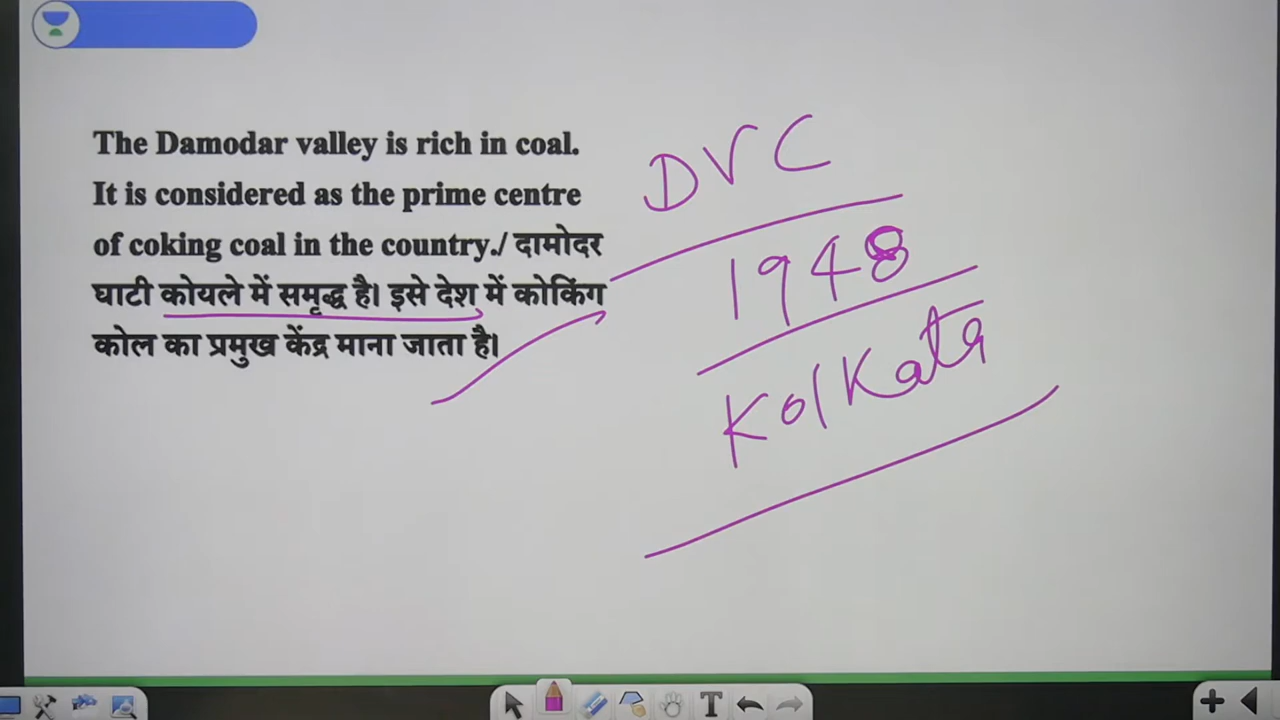 The Damodar valley is rich in coal.
It is considered as the prime centre
of coking coal in the country./ दामोदर
घाटी कोयले में समृद्ध है। इसे देश में कोकिंग
कोल का प्रमुख केंद्र माना जाता है।
DVC
1948
Kolkata
T